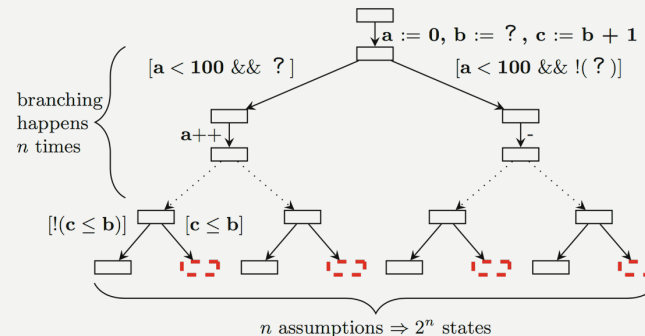 a := 0, b := ?, c := b + 1
[a < 100 && ?]
[a < 100 && !(?)]
branching
happens
n times
a++
-
[!(c ≤ b)]
[c ≤ b]
n assumptions ⇒ 2ⁿ states